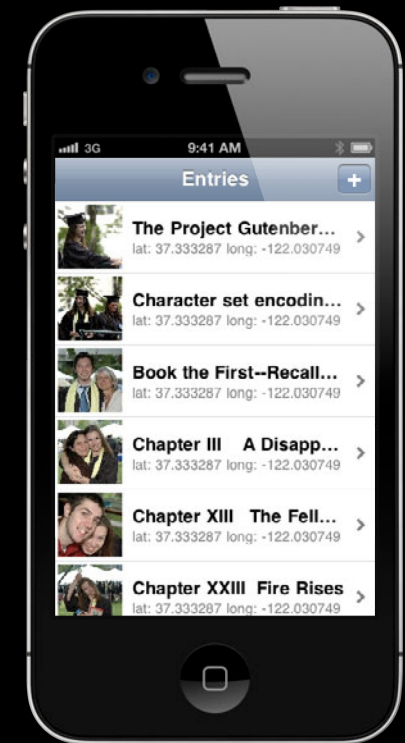 3G 9:41 AM
Entries
+
The Project Gutenber...
lat: 37.333287 long: -122.030749
Character set encodin...
lat: 37.333287 long: -122.030749
Book the First--Recall...
lat: 37.333287 long: -122.030749
Chapter III A Disapp...
lat: 37.333287 long: -122.030749
Chapter XIII The Fell...
lat: 37.333287 long: -122.030749
Chapter XXIII Fire Rises
lat: 37.333287 long: -122.030749